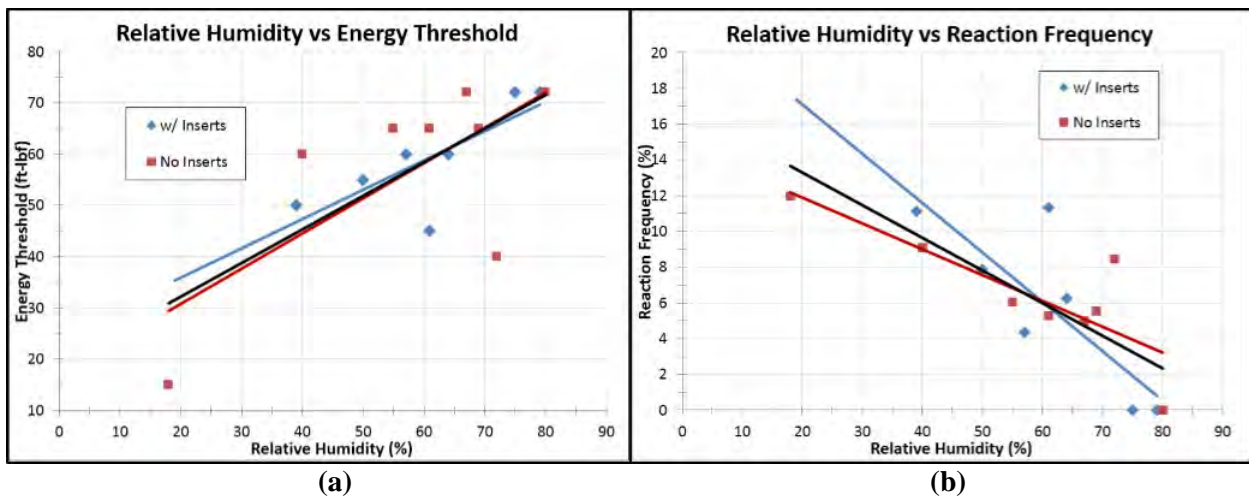 Relative Humidity vs Energy Threshold
80
70
60
50
40
30
20
10
Energy Threshold (ft-lbf)
w/ Inserts
No Inserts
0 10 20 30 40 50 60 70 80 90
Relative Humidity (%)
(a)
Relative Humidity vs Reaction Frequency
20
18
16
14
12
10
8
6
4
2
0
Reaction Frequency (%)
w/ Inserts
No Inserts
0 10 20 30 40 50 60 70 80 90
Relative Humidity (%)
(b)